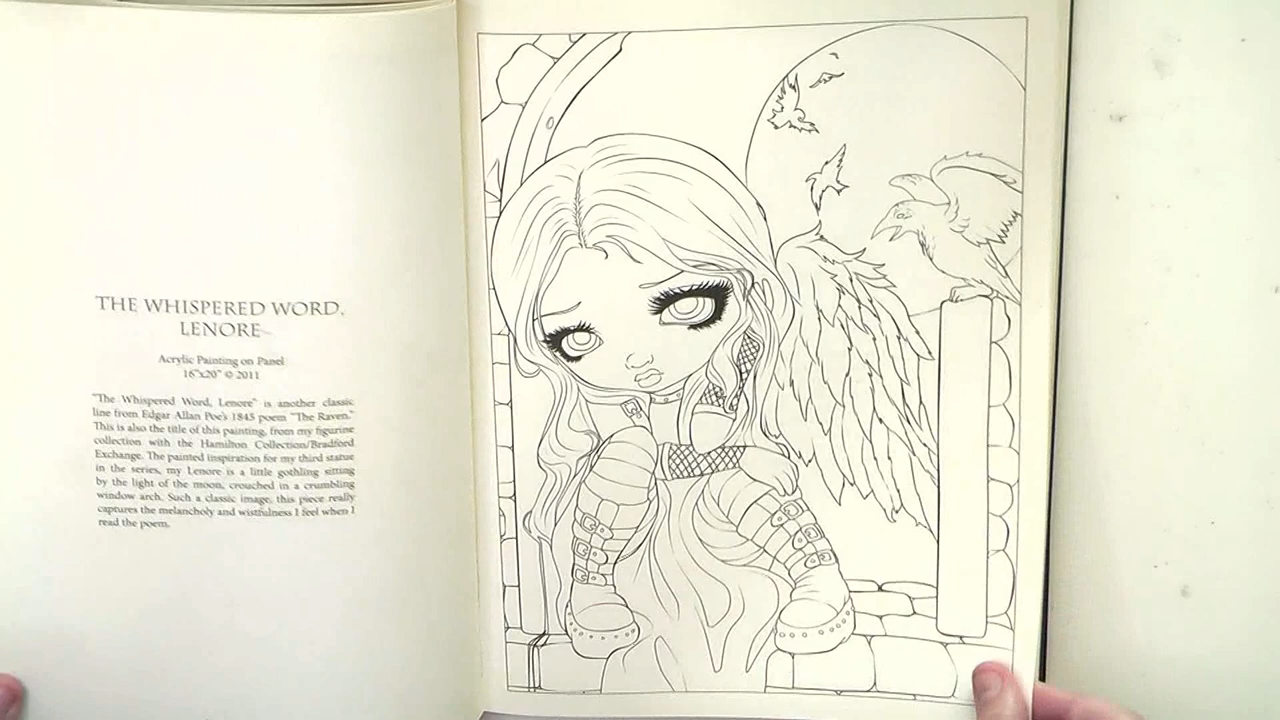 THE WHISPERED WORD,
LENORE
Acrylic Painting on Panel
16"x20" © 2011
"The Whispered Word, Lenore" is another classic
line from Edgar Allan Poe's 1845 poem "The Raven."
This is also the title of this painting, from my figurine
collection with the Hamilton Collection/Bradford
Exchange. The painted inspiration for my third statue
in the series, my Lenore is a little gothling sitting
by the light of the moon, crouched in a crumbling
window arch. Such a classic image, this piece really
captures the melancholy and wistfulness I feel when I
read the poem.